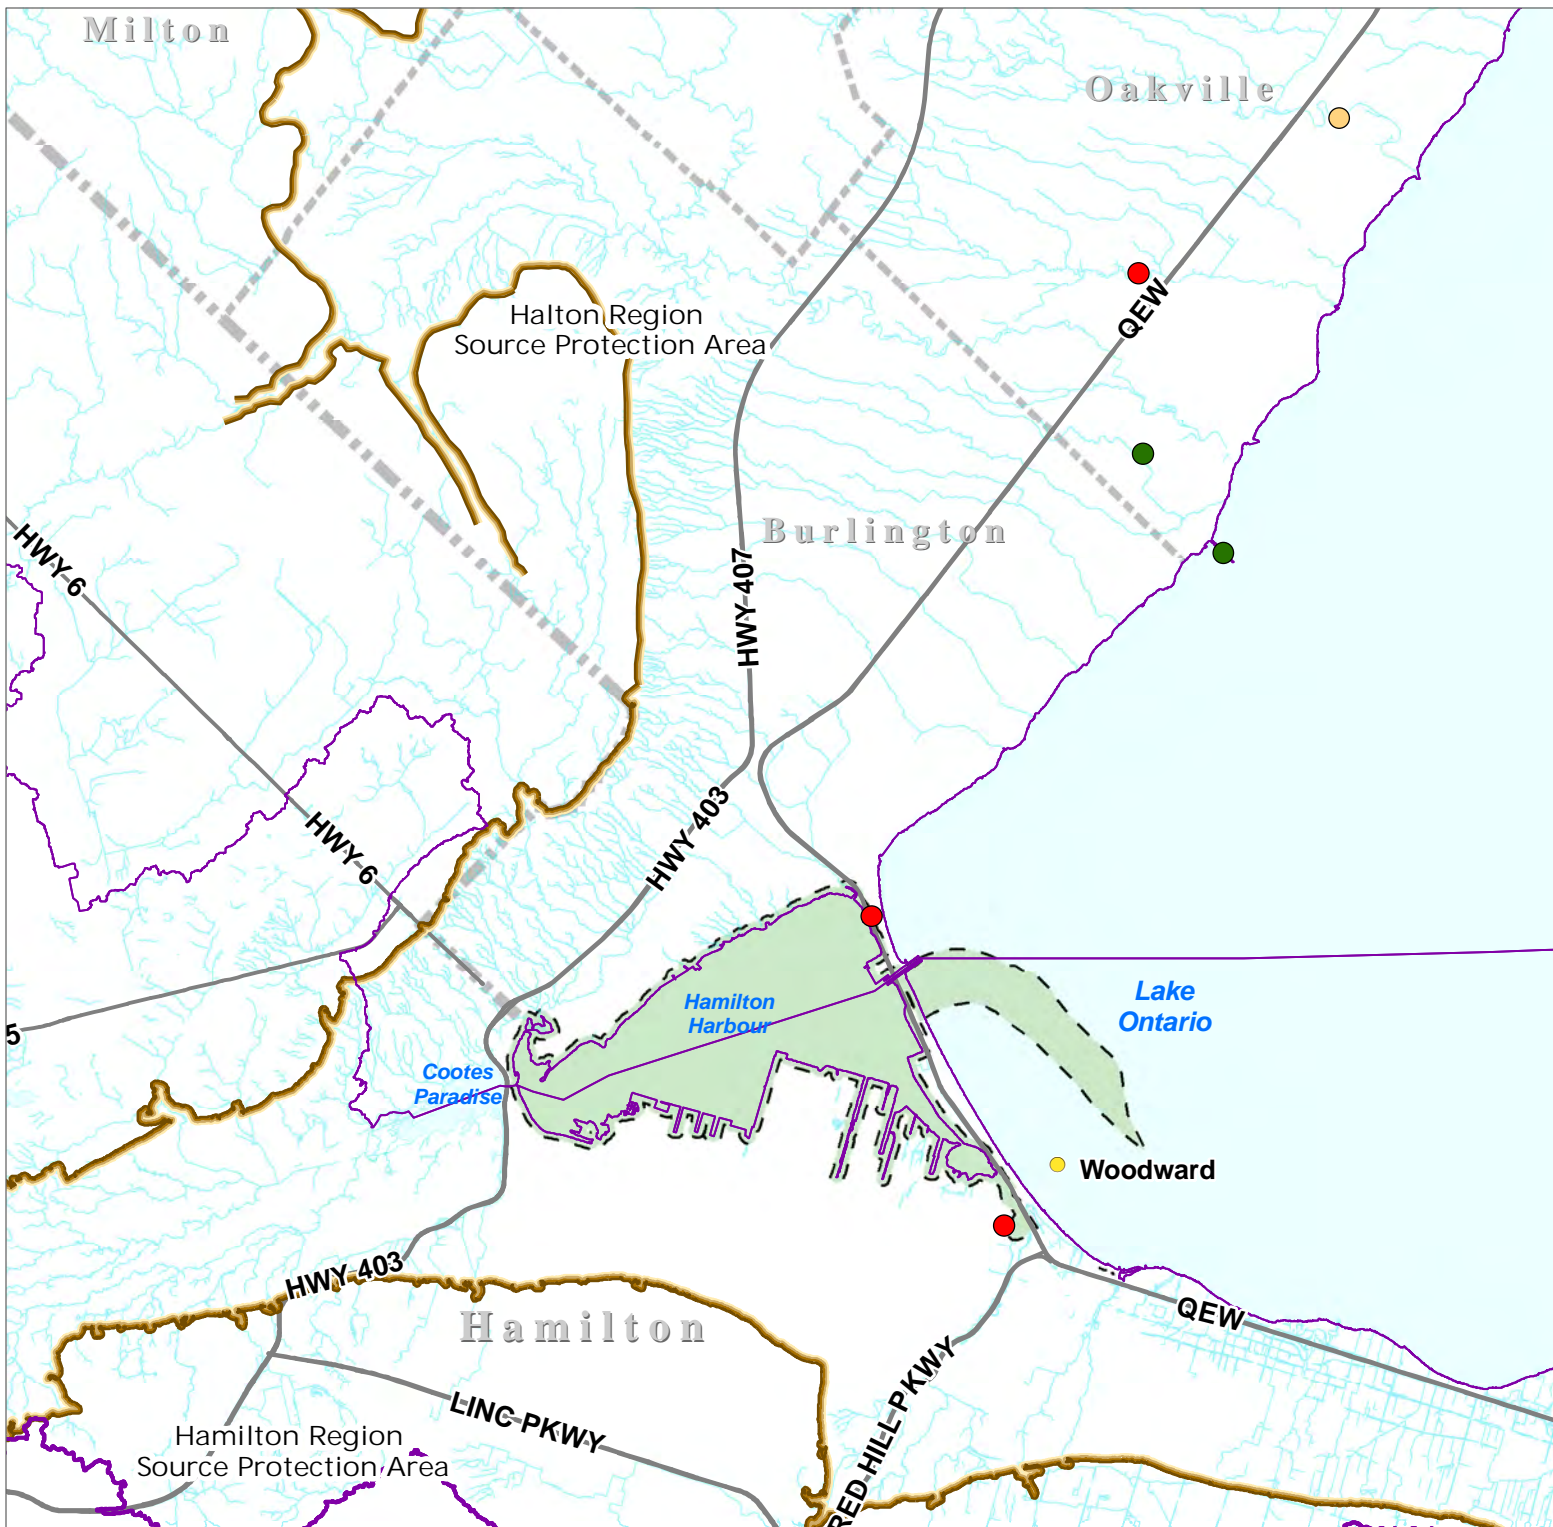 Milton
Oakville
Halton Region
Source Protection Area
QEW
HWY 6
HWY 407
Burlington
HWY 403
HWY 6
Hamilton
Harbour
Lake
Ontario
5
Cootes
Paradise
Woodward
HWY 403
Hamilton
QEW
LINC PKWY
RED HILL PKWY
Hamilton Region
Source Protection Area